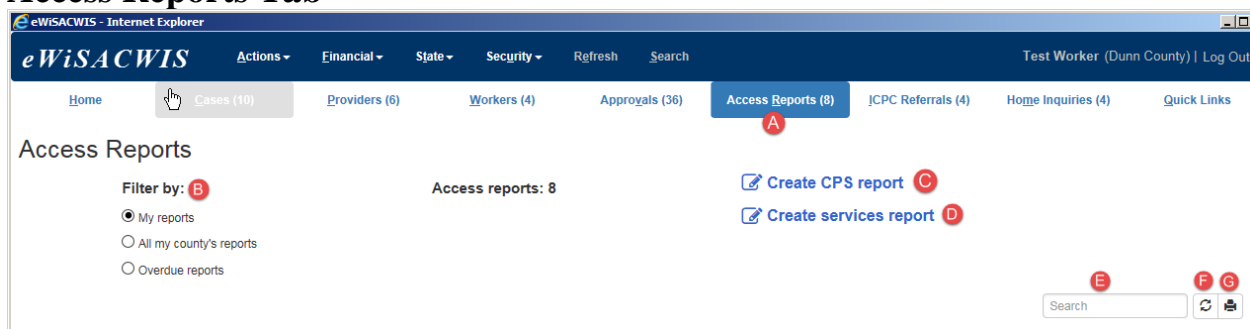 Access Reports Tab
eWiSACWIS - Internet Explorer
eWiSACWIS Actions Financial State Security Refresh Search Test Worker (Dunn County) | Log Out
Home Cases (10) Providers (6) Workers (4) Approvals (36) Access Reports (8) ICPC Referrals (4) Home Inquiries (4) Quick Links
A
Access Reports
Filter by: B Access reports: 8 Create CPS report C
My reports Create services report D
All my county's reports
Overdue reports
E F G
Search